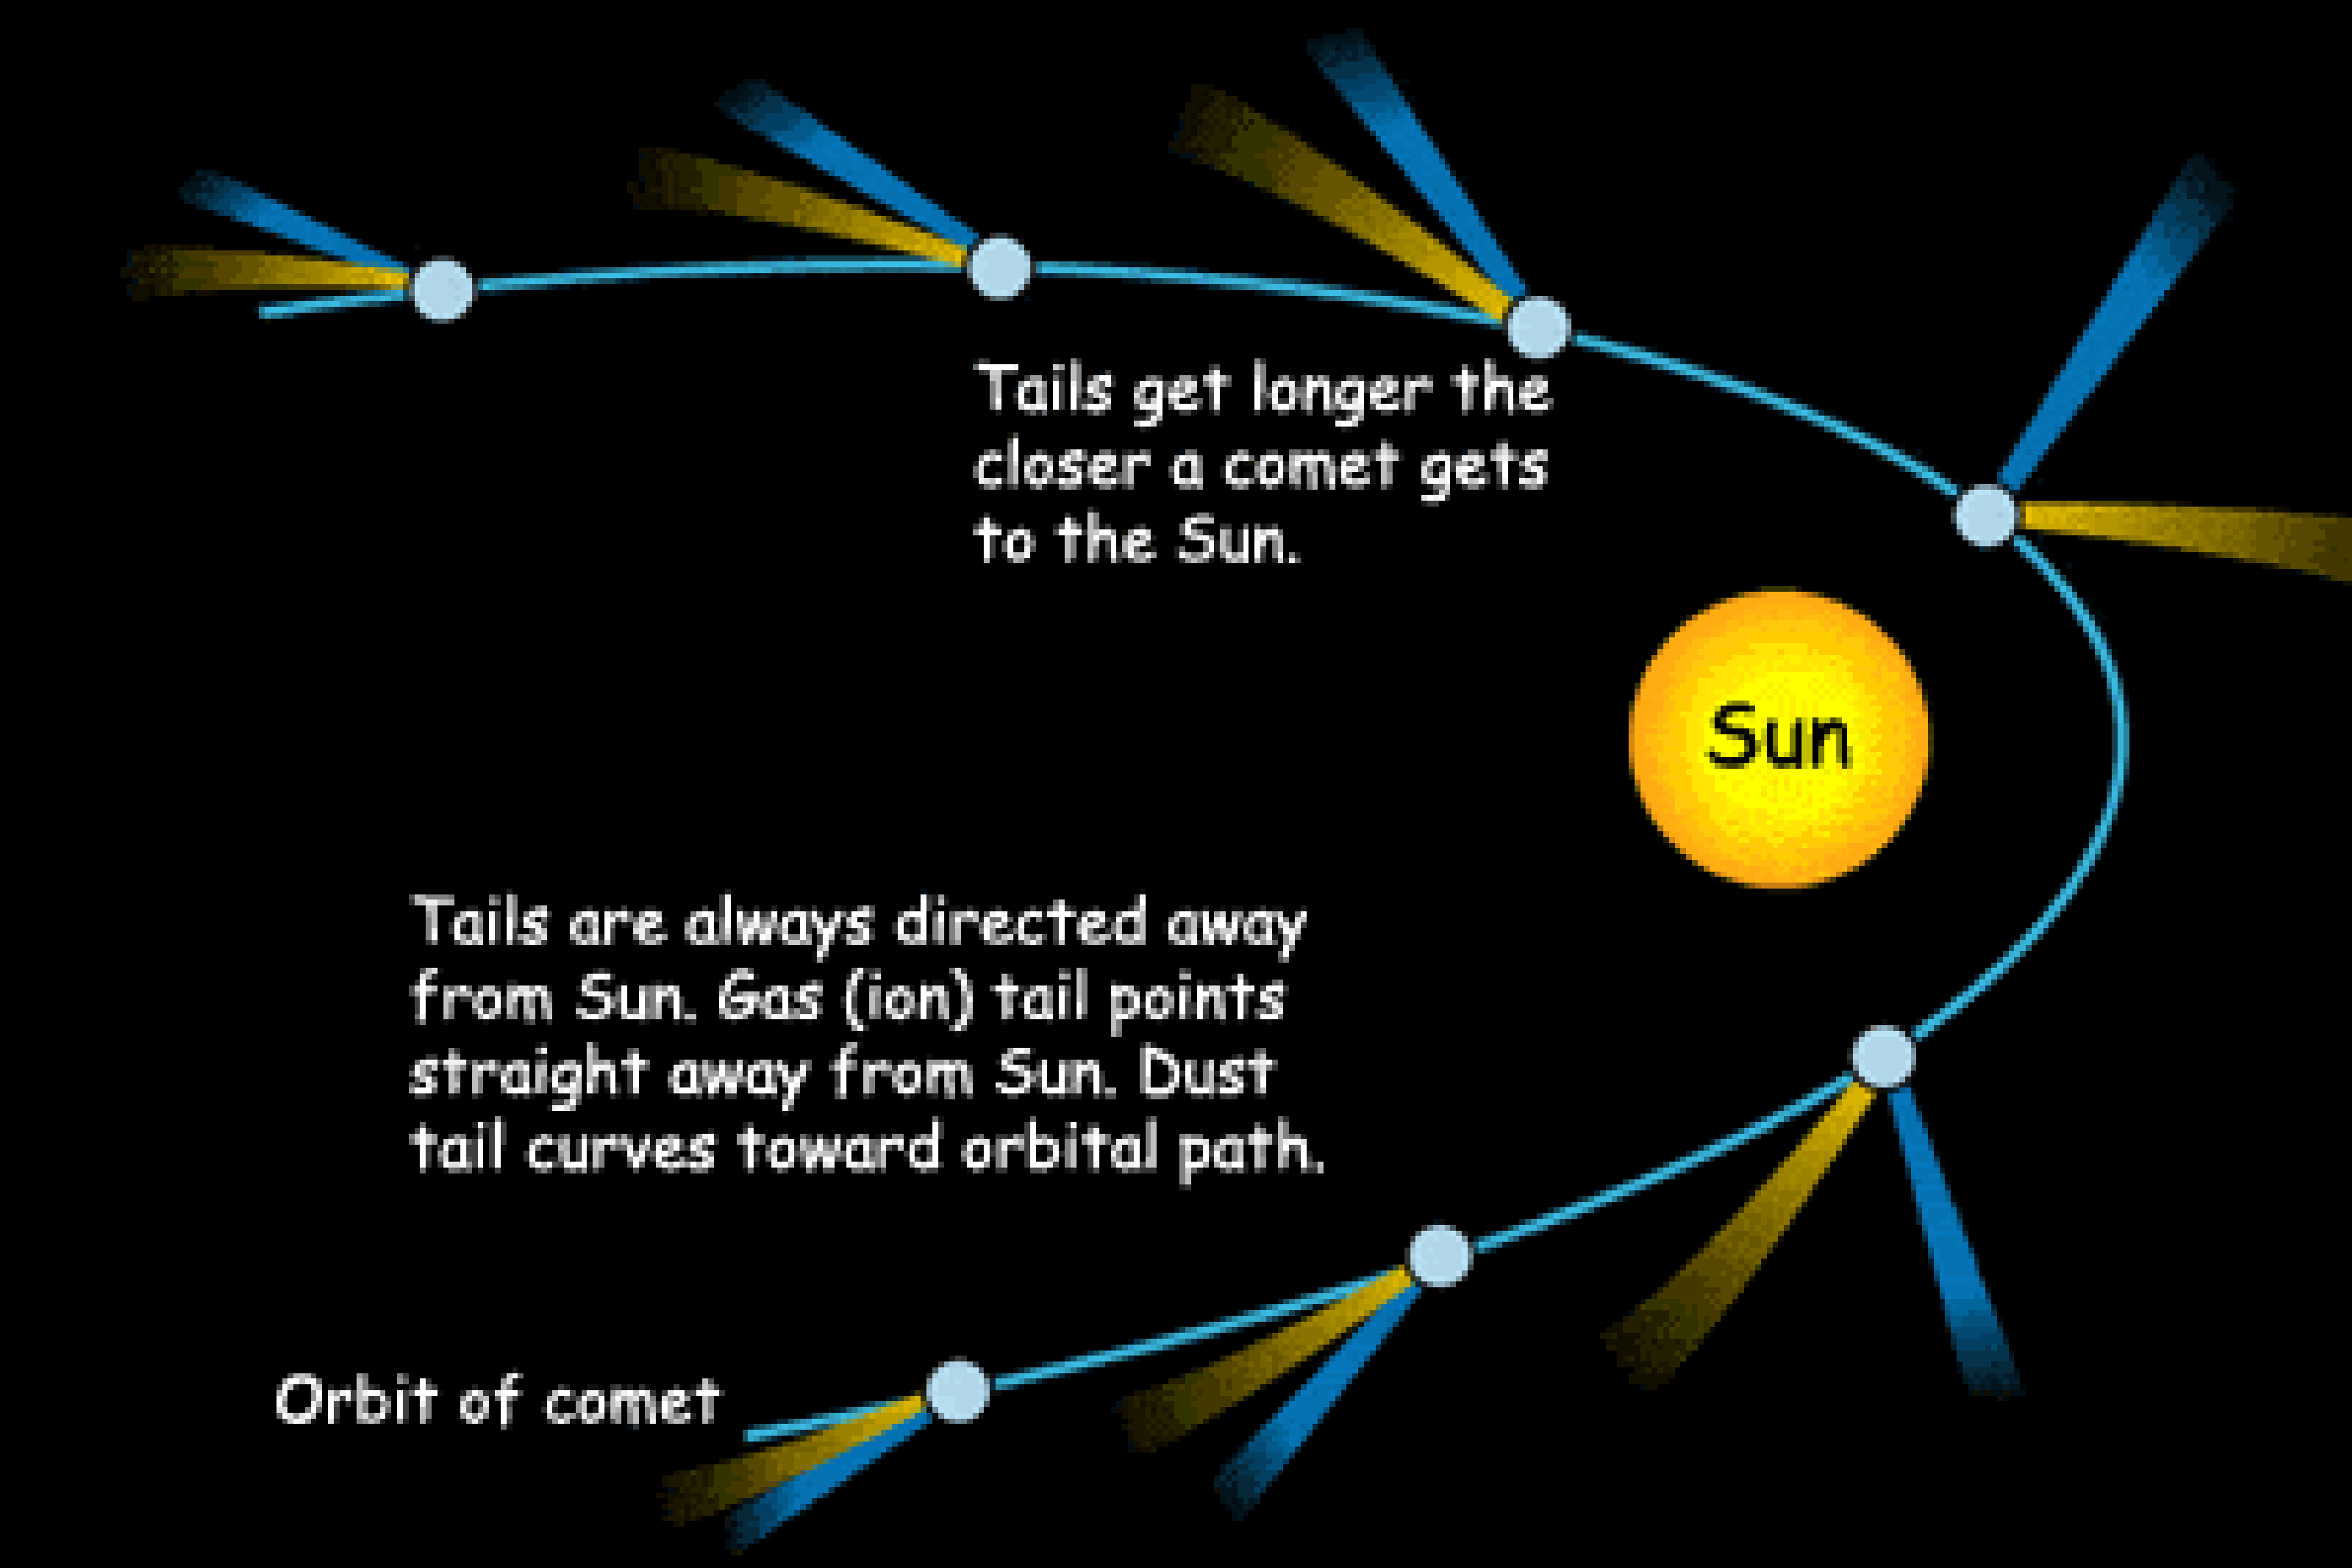 Tails get longer the
closer a comet gets
to the Sun.
Sun
Tails are always directed away
from Sun. Gas (ion) tail points
straight away from Sun. Dust
tail curves toward orbital path.
Orbit of comet